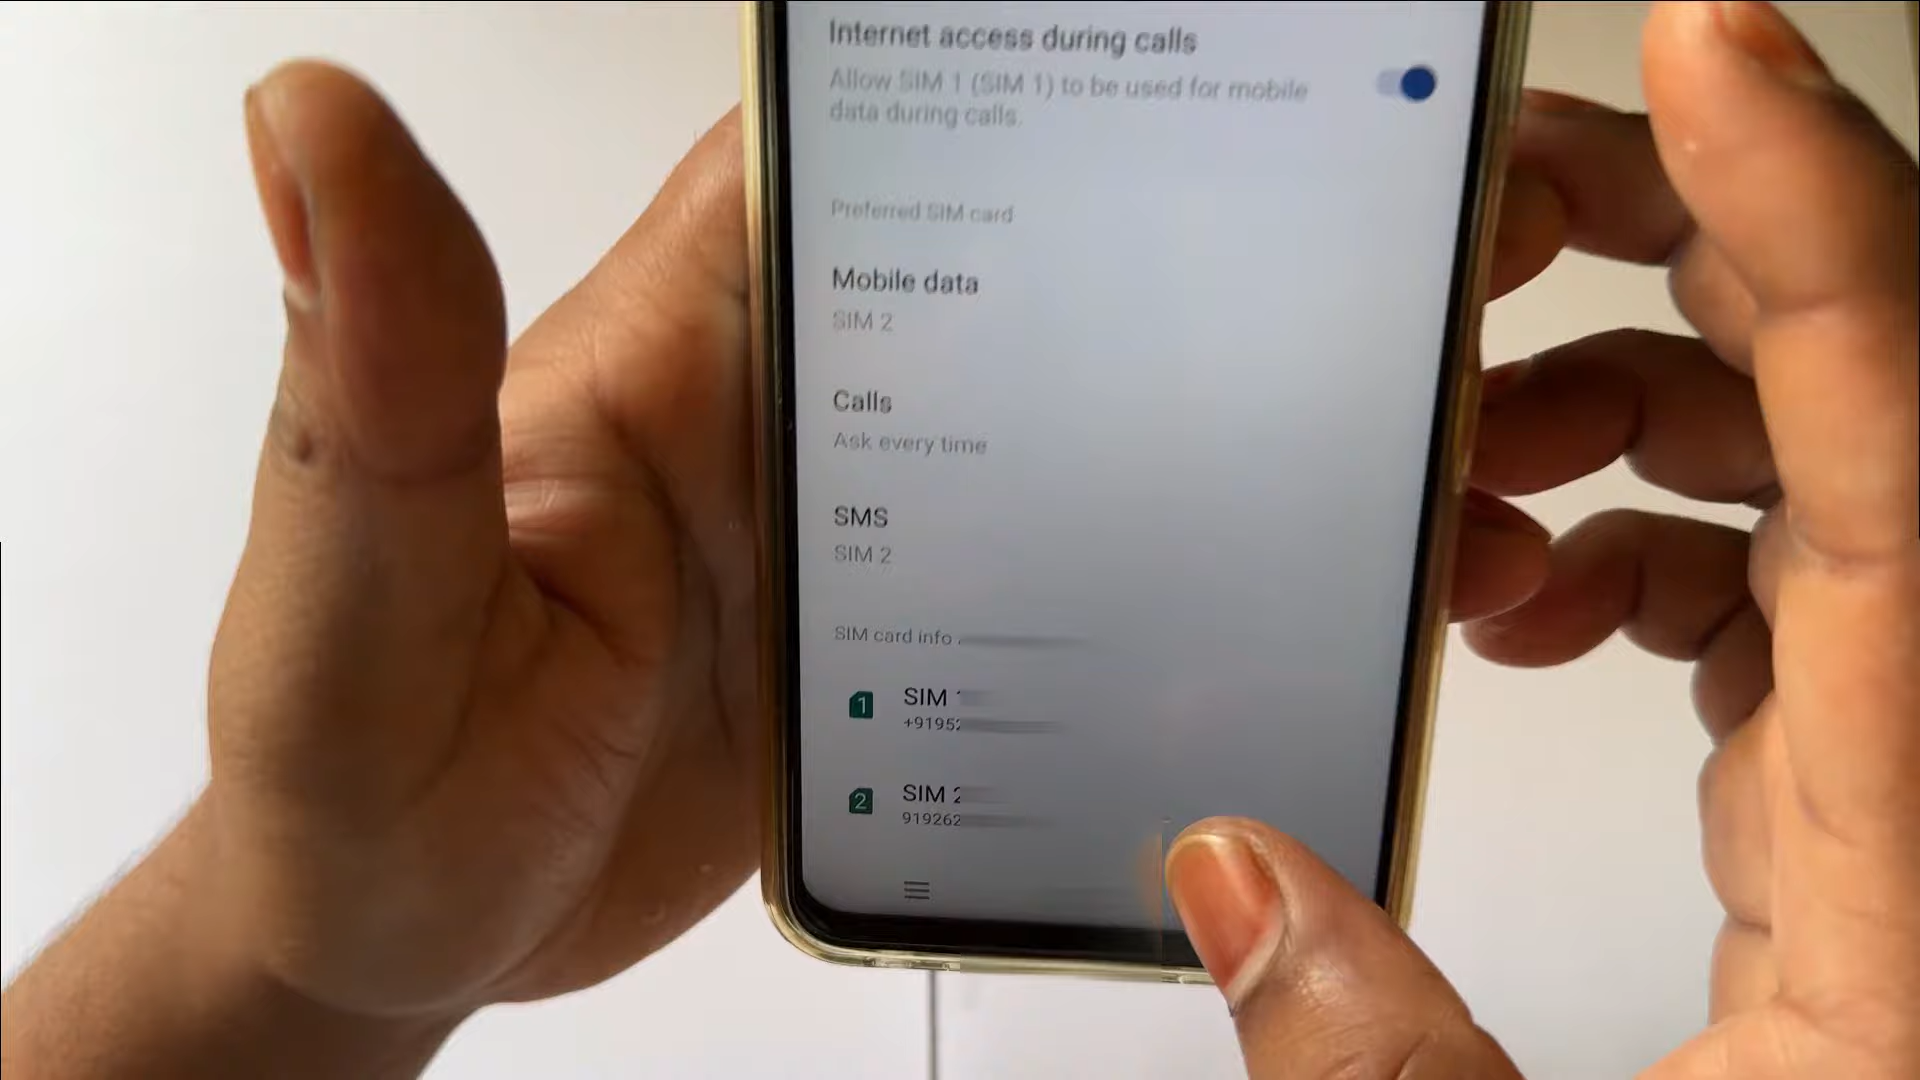 Internet access during calls
Allow SIM 1 (SIM 1) to be used for mobile
data during calls.
Preferred SIM card
Mobile data
SIM 2
Calls
Ask every time
SMS
SIM 2
SIM card info
1
SIM
+9195
2
SIM 2
919262